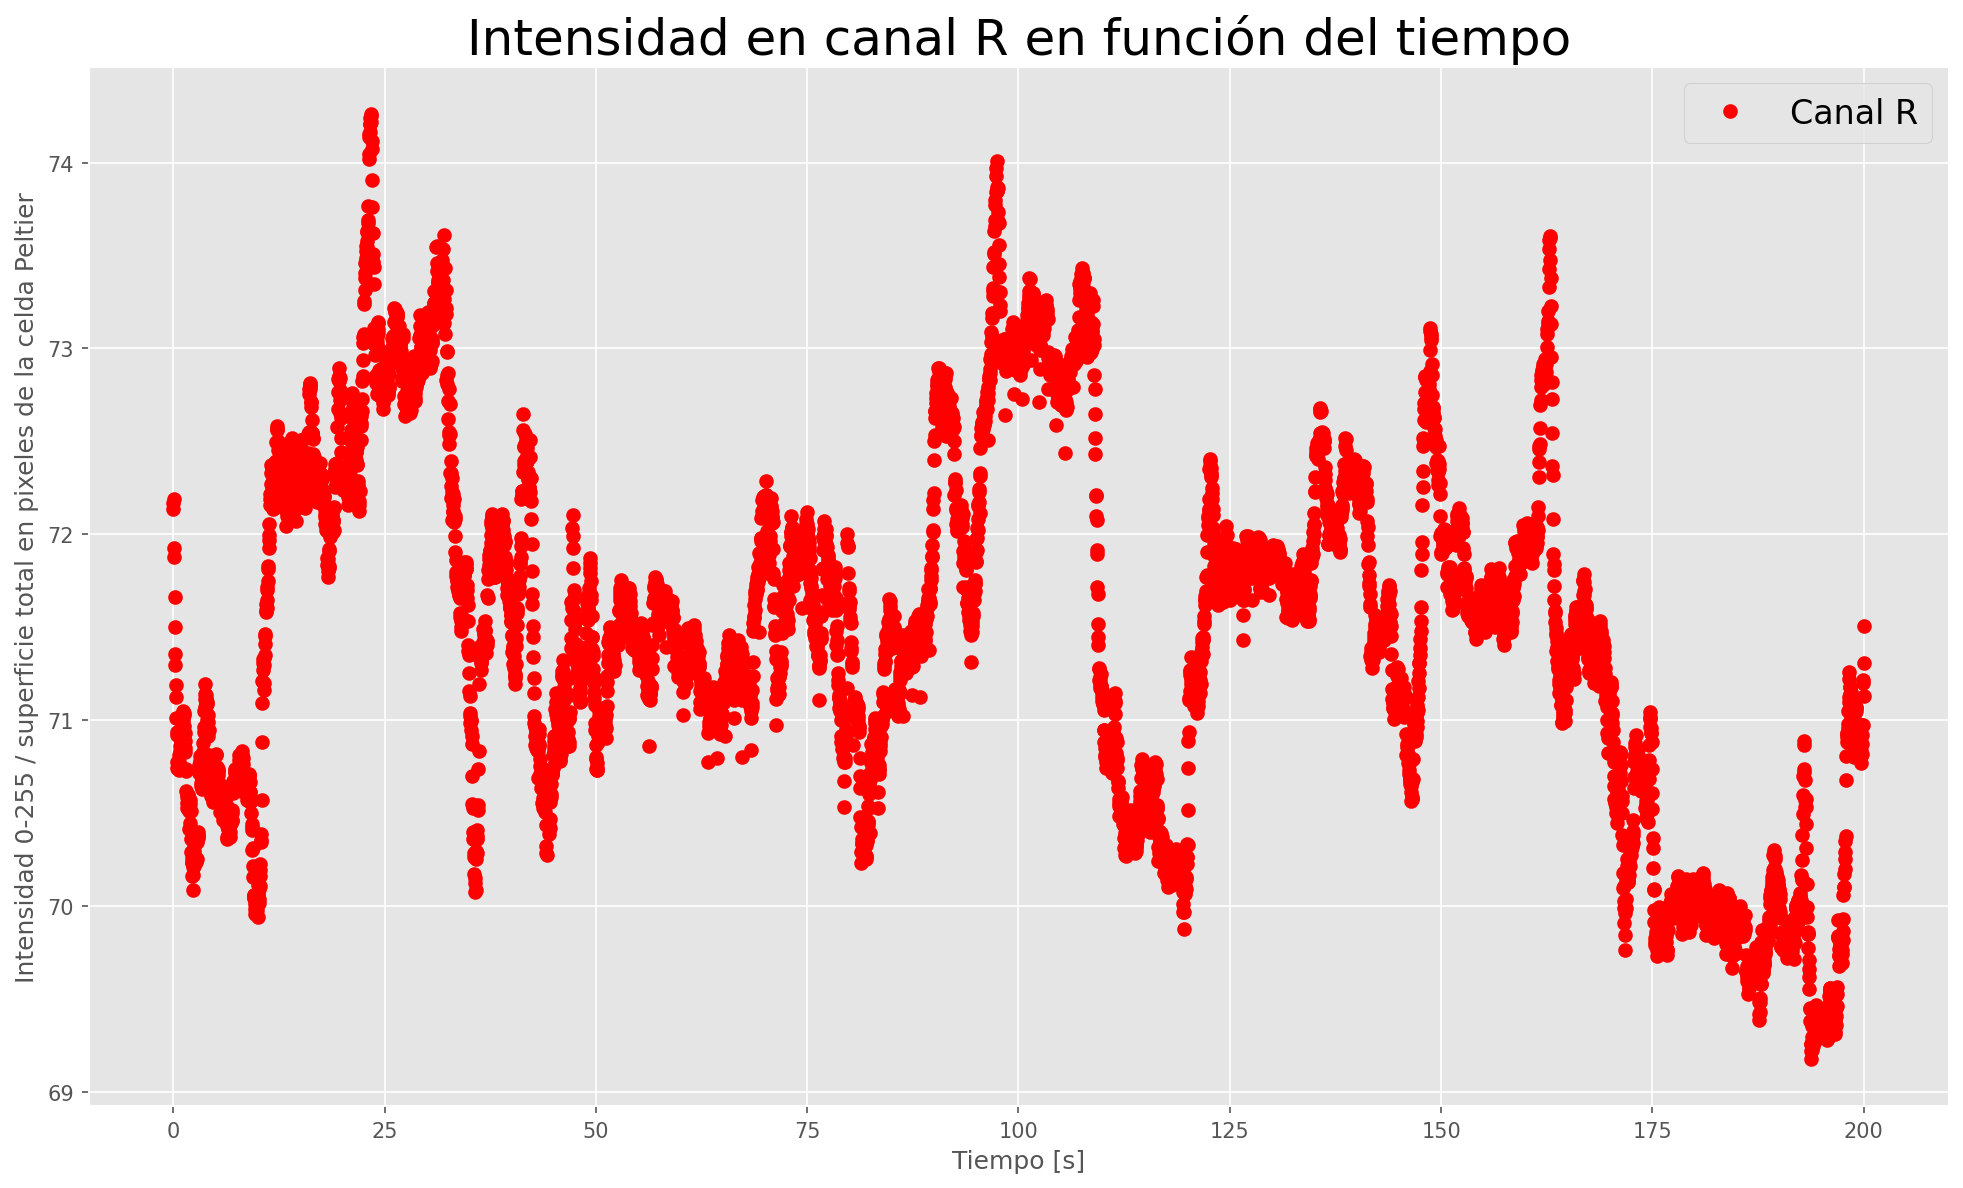 Intensidad en canal R en función del tiempo
Canal R
Intensidad 0-255 / superficie total en pixeles de la celda Peltier
74
73
72
71
70
69
0 25 50 75 100 125 150 175 200
Tiempo [s]